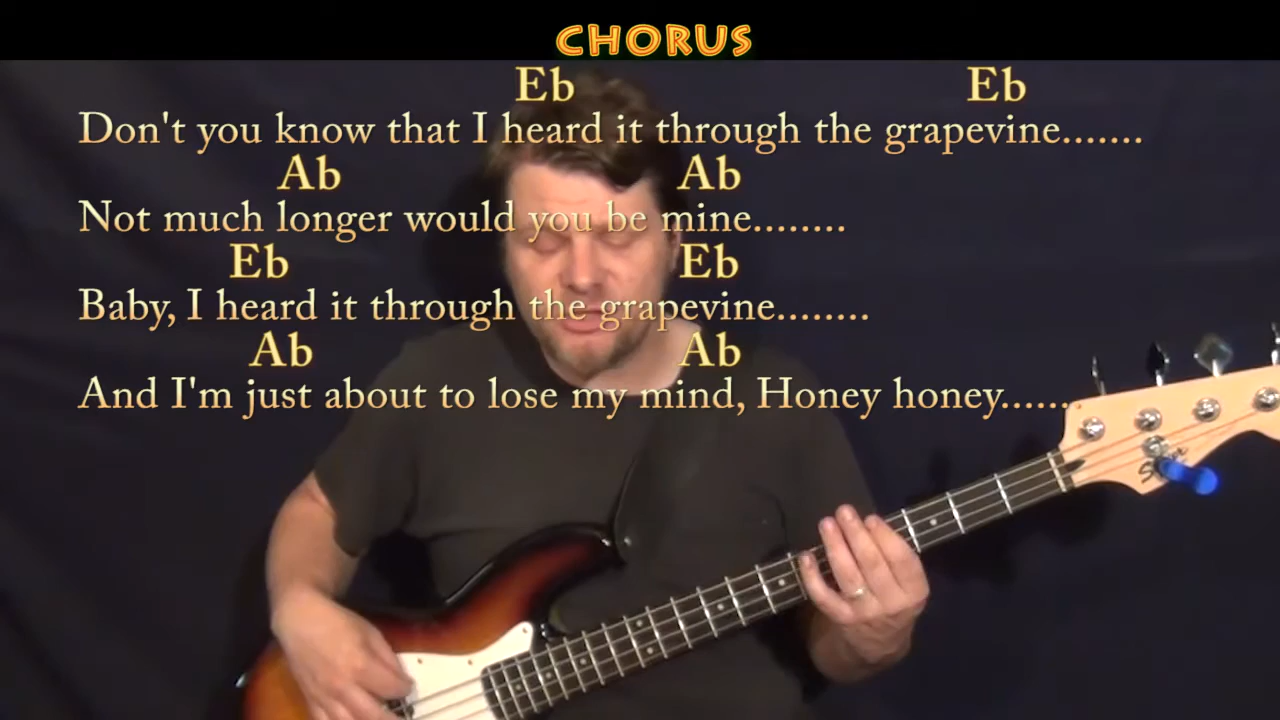 CHORUS
Eb Eb
Don't you know that I heard it through the grapevine.......
Ab Ab
Not much longer would you be mine........
Eb Eb
Baby, I heard it through the grapevine........
Ab Ab
And I'm just about to lose my mind, Honey honey......